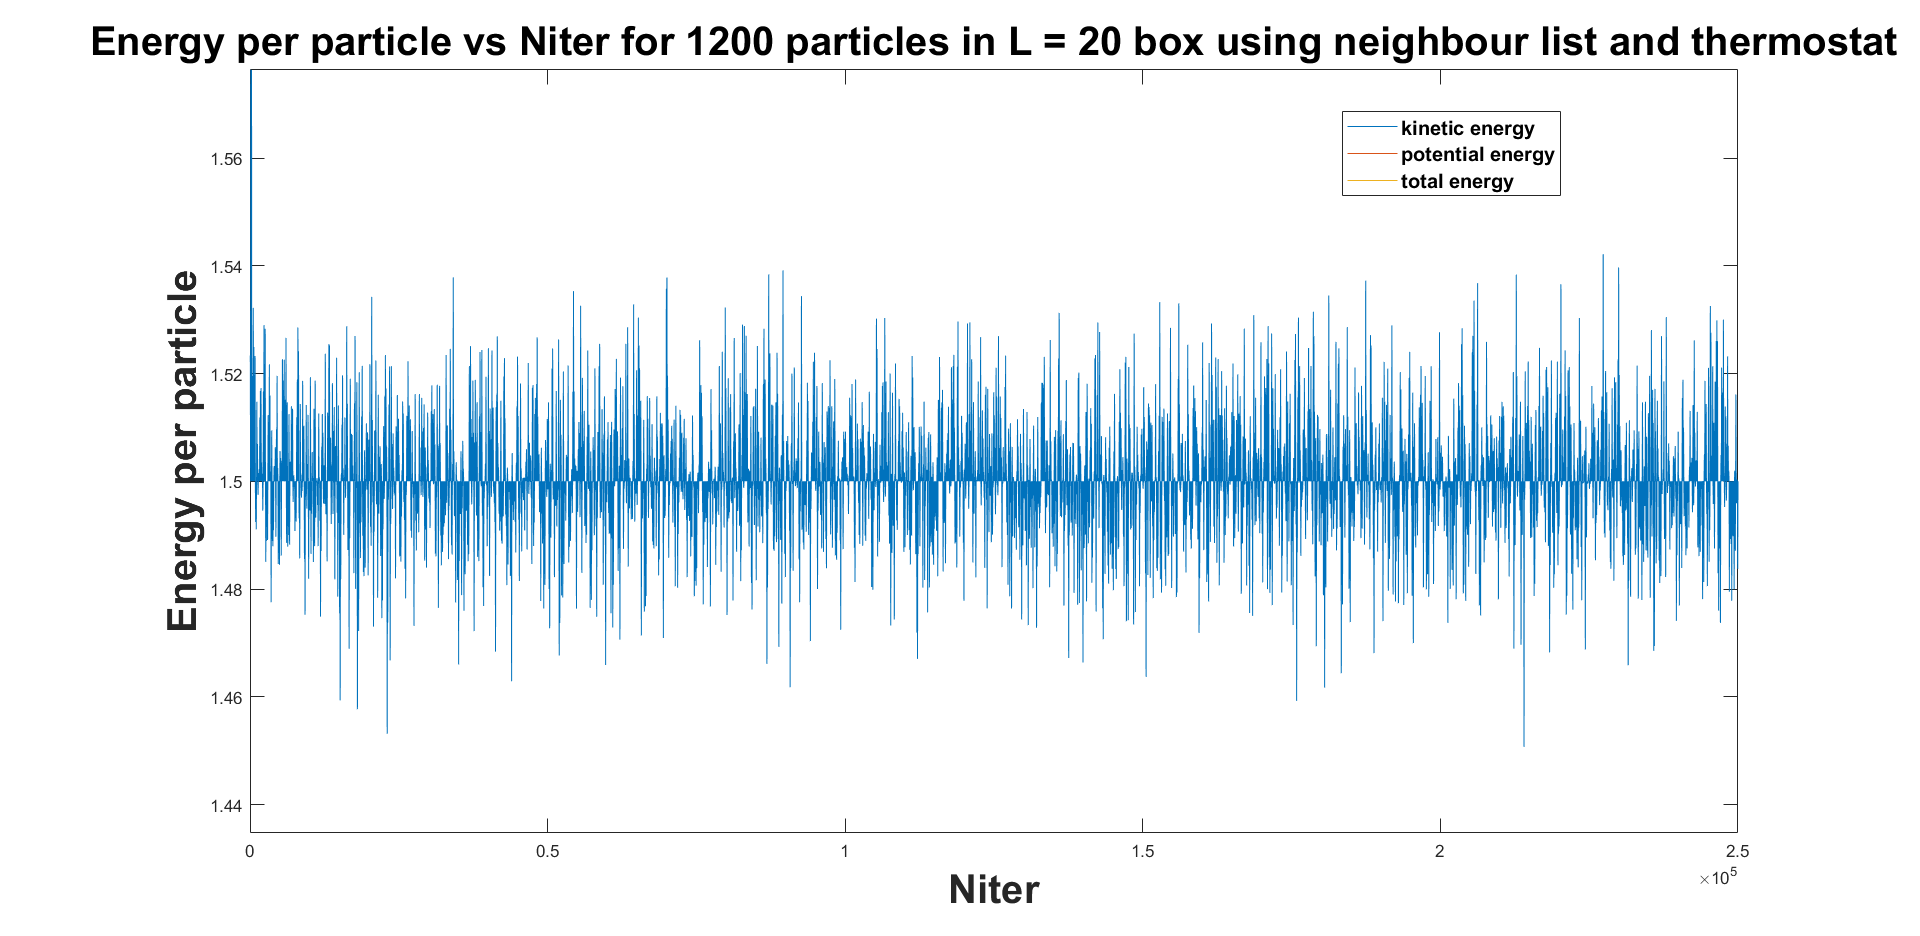 Energy per particle vs Niter for 1200 particles in L = 20 box using neighbour list and thermostat
kinetic energy
potential energy
total energy
Energy per particle
1.56
1.54
1.52
1.5
1.48
1.46
1.44
0
0.5
1
1.5
2
2.5
×10⁵
Niter